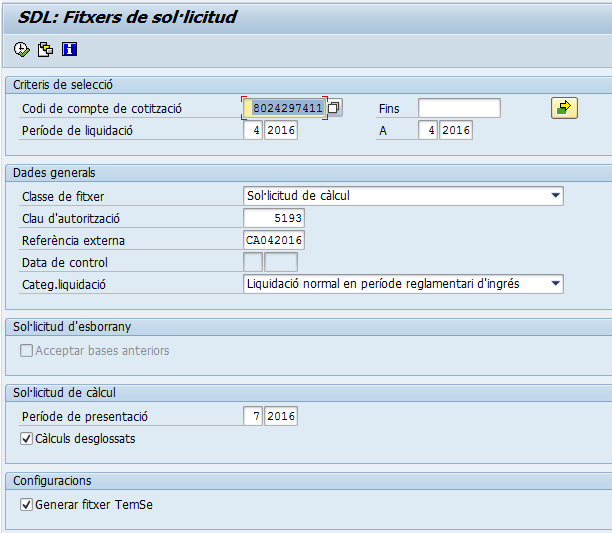 SDL: Fitxers de sol·licitud
Criteris de selecció
Codi de compte de cotització 8024297411 Fins
Període de liquidació 4 2016 A 4 2016
Dades generals
Classe de fitxer Sol·licitud de càlcul
Clau d'autorització 5193
Referència externa CA042016
Data de control
Categ.liquidació Liquidació normal en període reglamentari d'ingrés
Sol·licitud d'esborrany
Acceptar bases anteriors
Sol·licitud de càlcul
Període de presentació 7 2016
Càlculs desglossats
Configuracions
Generar fitxer TemSe